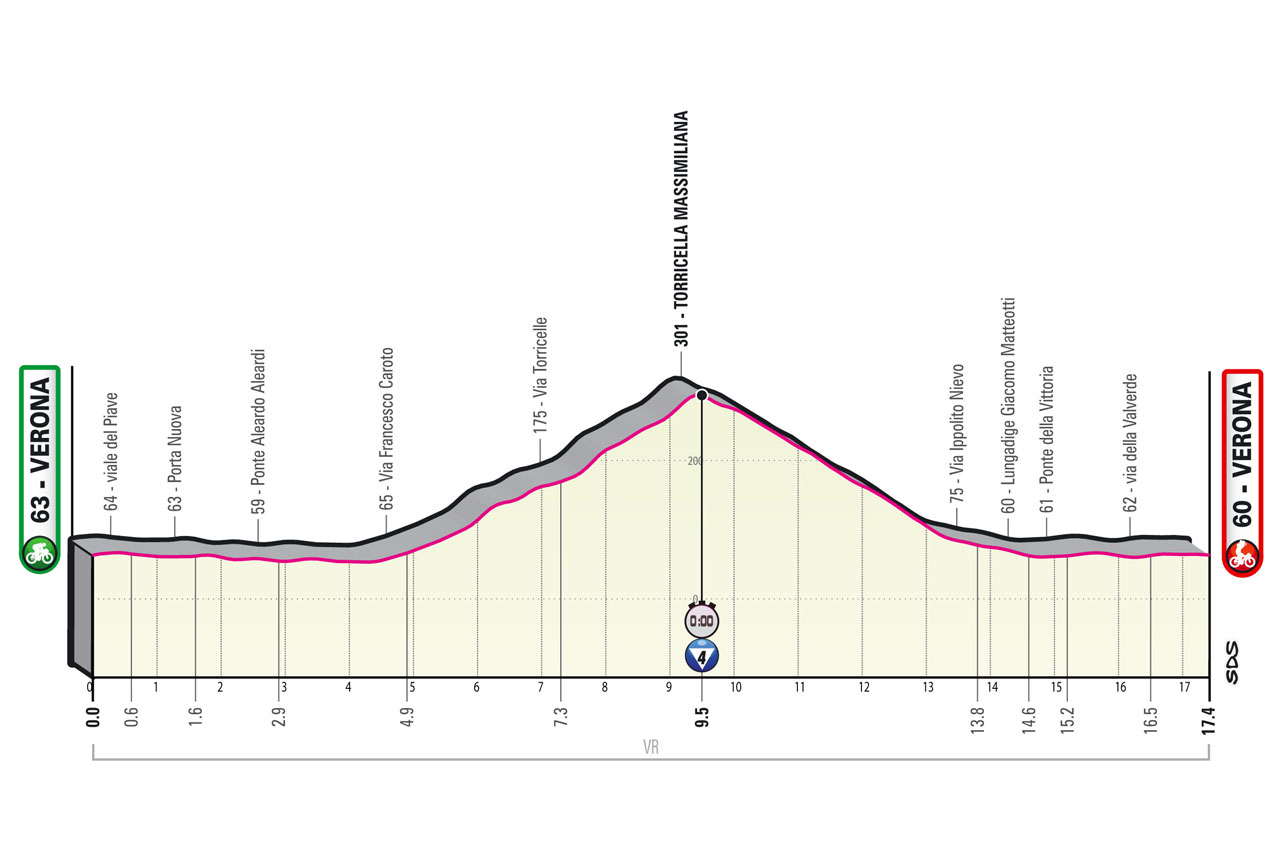 63 - VERONA
64 - viale del Piave
63 - Porta Nuova
59 - Ponte Aleardo Aleardi
65 - Via Francesco Caroto
175 - Via Torricelle
301 - TORRICELLA MASSIMILIANA
75 - Via Ippolito Nievo
60 - Lungadige Giacomo Matteotti
61 - Ponte della Vittoria
62 - via della Valverde
60 - VERONA
200
0
0:00
4
SDS
0 1 2 3 4 5 6 7 8 9 10 11 12 13 14 15 16 17
0.0 0.6 1.6 2.9 4.9 7.3 9.5 13.8 14.6 15.2 16.5 17.4
VR